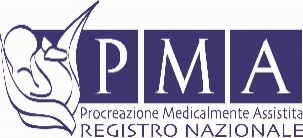 PMA
Procreazione Medicalmente Assistita
REGISTRO NAZIONALE